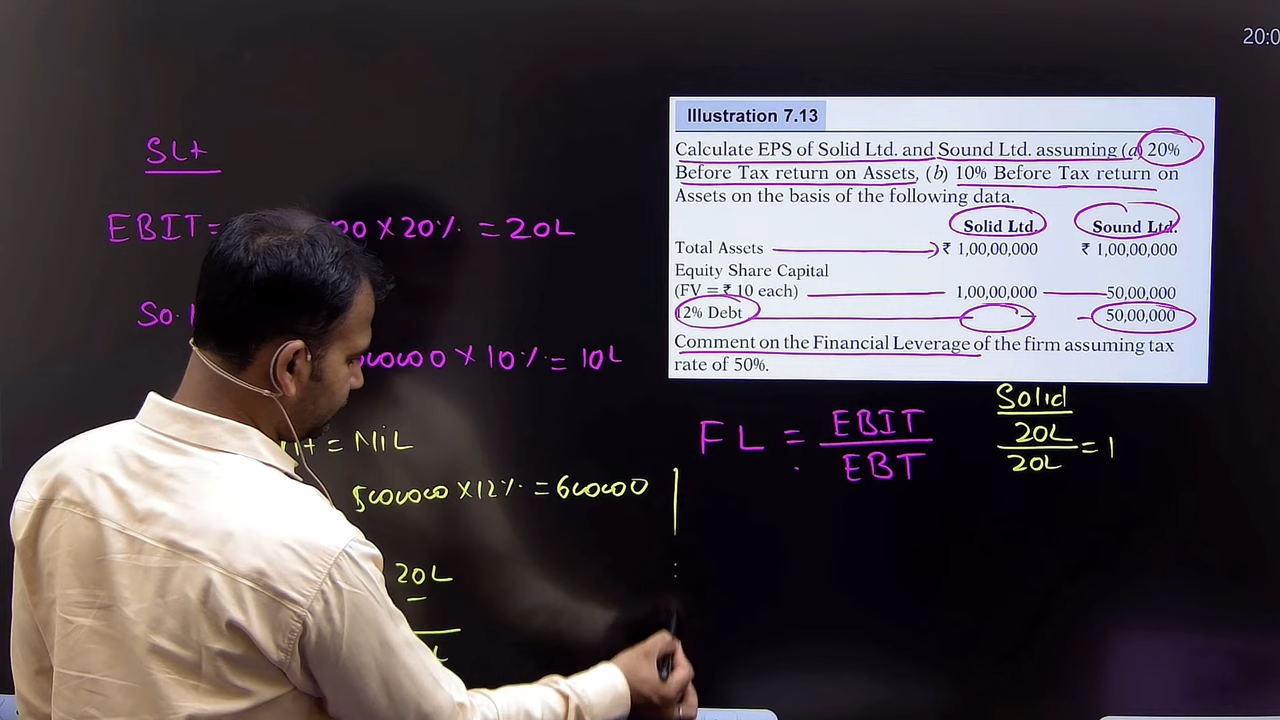 20:0
Illustration 7.13
Calculate EPS of Solid Ltd. and Sound Ltd. assuming (a) 20%
Before Tax return on Assets, (b) 10% Before Tax return on
Assets on the basis of the following data.
Solid Ltd. Sound Ltd.
Total Assets ₹ 1,00,00,000 ₹ 1,00,00,000
Equity Share Capital
(FV = ₹ 10 each) 1,00,00,000 50,00,000
12% Debt - 50,00,000
Comment on the Financial Leverage of the firm assuming tax
rate of 50%.
EBIT= 00 X 20% = 20L
X 10% = 10L
= NiL
5000000 X 12% = 600000
20L
-
FL = EBIT
EBT
Solid
20L
20L
= 1